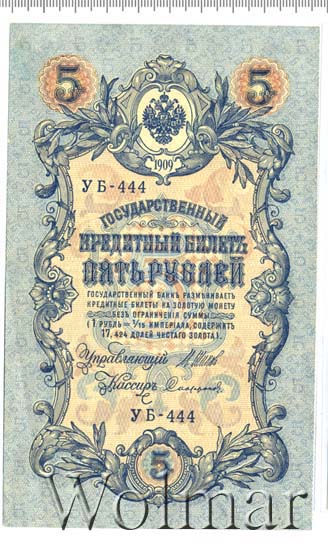 5 5
1909
УБ-444
ГОСУДАРСТВЕННЫЙ
КРЕДИТНЫЙ БИЛЕТЪ
ПЯТЬ РУБЛЕЙ
ГОСУДАРСТВЕННЫЙ БАНКЪ РАЗМѢНИВАЕТЪ
КРЕДИТНЫЕ БИЛЕТЫ НА ЗОЛОТУЮ МОНЕТУ
БЕЗЪ ОГРАНИЧЕНІЯ СУММЫ
(1 РУБЛЬ = 1/15 ИМПЕРІАЛА, СОДЕРЖИТЪ
17,424 ДОЛЕЙ ЧИСТАГО ЗОЛОТА).
Управляющій
Кассиръ
УБ-444
5
Wolmar